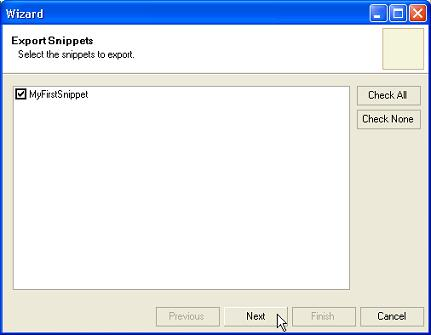 Wizard
Export Snippets
Select the snippets to export.
MyFirstSnippet
Check All
Check None
Previous
Next
Finish
Cancel